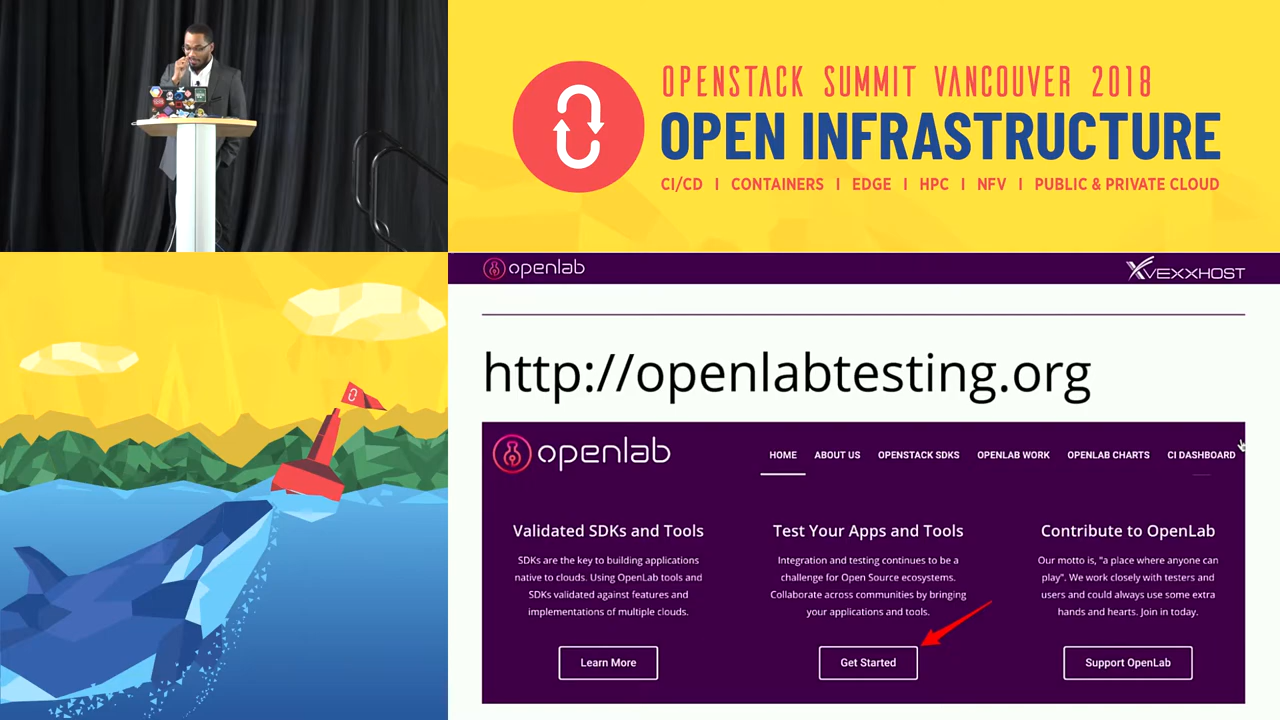 OPENSTACK SUMMIT VANCOUVER 2018
OPEN INFRASTRUCTURE
CI/CD I CONTAINERS I EDGE I HPC I NFV I PUBLIC & PRIVATE CLOUD
openlab
VEXXHOST
http://openlabtesting.org
openlab
HOME ABOUT US OPENSTACK SDKS OPENLAB WORK OPENLAB CHARTS CI DASHBOARD
Validated SDKs and Tools
SDKs are the key to building applications
native to clouds. Using OpenLab tools and
SDKs validated against features and
implementations of multiple clouds.
Learn More
Test Your Apps and Tools
Integration and testing continues to be a
challenge for Open Source ecosystems.
Collaborate across communities by bringing
your applications and tools.
Get Started
Contribute to OpenLab
Our motto is, "a place where anyone can
play". We work closely with testers and
users and could always use some extra
hands and hearts. Join in today.
Support OpenLab